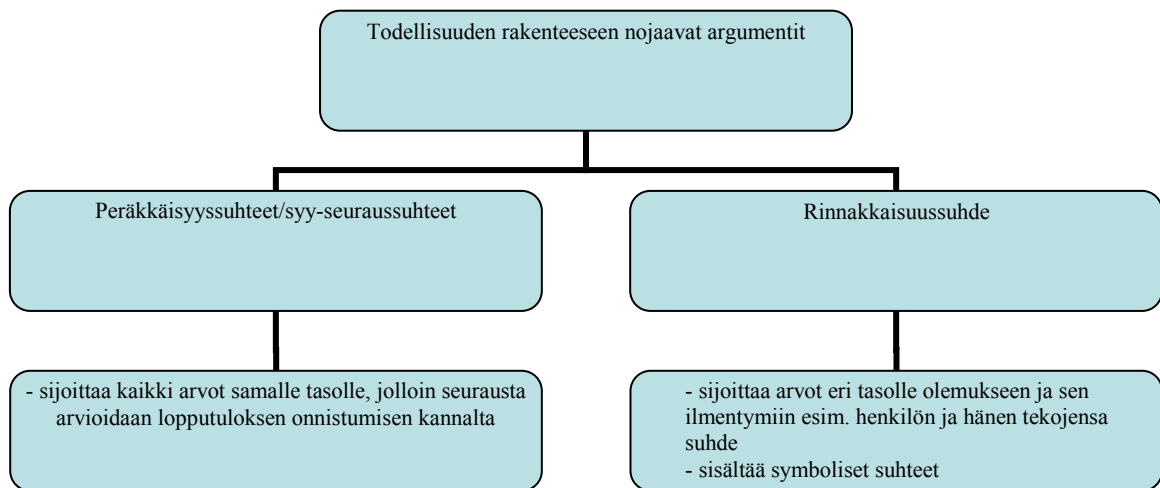 Todellisuuden rakenteeseen nojaavat argumentit
Peräkkäisyyssuhteet/syy-seuraussuhteet
Rinnakkaisuussuhde
- sijoittaa kaikki arvot samalle tasolle, jolloin seurausta
arvioidaan lopputuloksen onnistumisen kannalta
- sijoittaa arvot eri tasolle olemukseen ja sen
ilmentymiin esim. henkilön ja hänen tekojensa
suhde
- sisältää symboliset suhteet